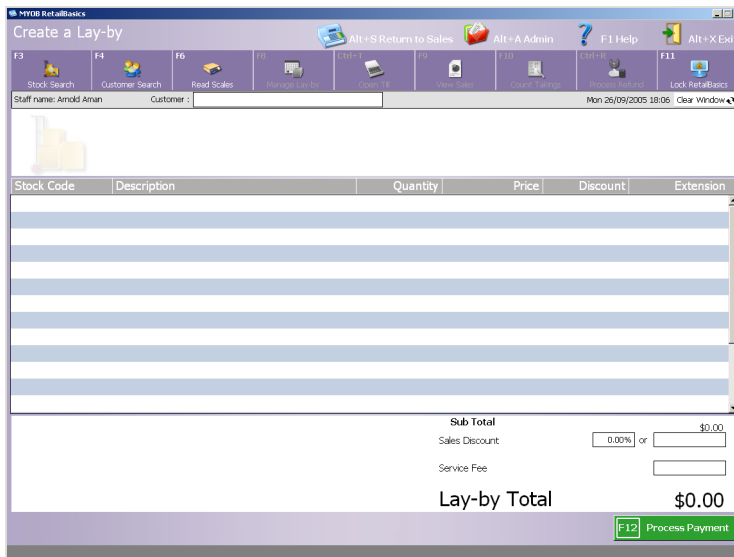 MYOB RetailBasics
Create a Lay-by
Alt+S Return to Sales
Alt+A Admin
F1 Help
Alt+X Exi
F3 Stock Search
F4 Customer Search
F6 Read Scales
F8 Manage Lay-by
Ctrl+T Open Till
F9 View Sales
F10 Count Takings
Ctrl+R Process Refund
F11 Lock RetailBasics
Staff name: Arnold Aman Customer : Mon 26/09/2005 18:06 Clear Window
Stock Code Description Quantity Price Discount Extension
Sub Total $0.00
Sales Discount 0.00% or
Service Fee
Lay-by Total $0.00
F12 Process Payment